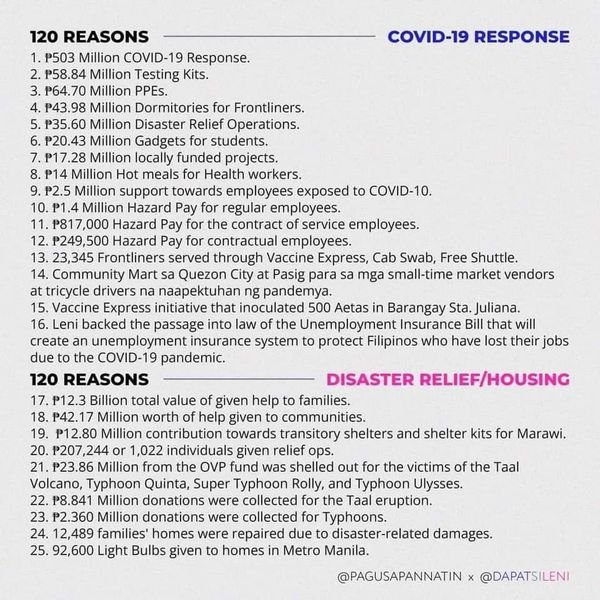 120 REASONS COVID-19 RESPONSE
1. ₱503 Million COVID-19 Response.
2. ₱58.84 Million Testing Kits.
3. ₱64.70 Million PPEs.
4. ₱43.98 Million Dormitories for Frontliners.
5. ₱35.60 Million Disaster Relief Operations.
6. ₱20.43 Million Gadgets for students.
7. ₱17.28 Million locally funded projects.
8. ₱14 Million Hot meals for Health workers.
9. ₱2.5 Million support towards employees exposed to COVID-10.
10. ₱1.4 Million Hazard Pay for regular employees.
11. ₱817,000 Hazard Pay for the contract of service employees.
12. ₱249,500 Hazard Pay for contractual employees.
13. 23,345 Frontliners served through Vaccine Express, Cab Swab, Free Shuttle.
14. Community Mart sa Quezon City at Pasig para sa mga small-time market vendors
at tricycle drivers na naapektuhan ng pandemya.
15. Vaccine Express initiative that inoculated 500 Aetas in Barangay Sta. Juliana.
16. Leni backed the passage into law of the Unemployment Insurance Bill that will
create an unemployment insurance system to protect Filipinos who have lost their jobs
due to the COVID-19 pandemic.
120 REASONS DISASTER RELIEF/HOUSING
17. ₱12.3 Billion total value of given help to families.
18. ₱42.17 Million worth of help given to communities.
19. ₱12.80 Million contribution towards transitory shelters and shelter kits for Marawi.
20. ₱207,244 or 1,022 individuals given relief ops.
21. ₱23.86 Million from the OVP fund was shelled out for the victims of the Taal
Volcano, Typhoon Quinta, Super Typhoon Rolly, and Typhoon Ulysses.
22. ₱8.841 Million donations were collected for the Taal eruption.
23. ₱2.360 Million donations were collected for Typhoons.
24. 12,489 families' homes were repaired due to disaster-related damages.
25. 92,600 Light Bulbs given to homes in Metro Manila.
@PAGUSAPANNATIN x @DAPATSILENI